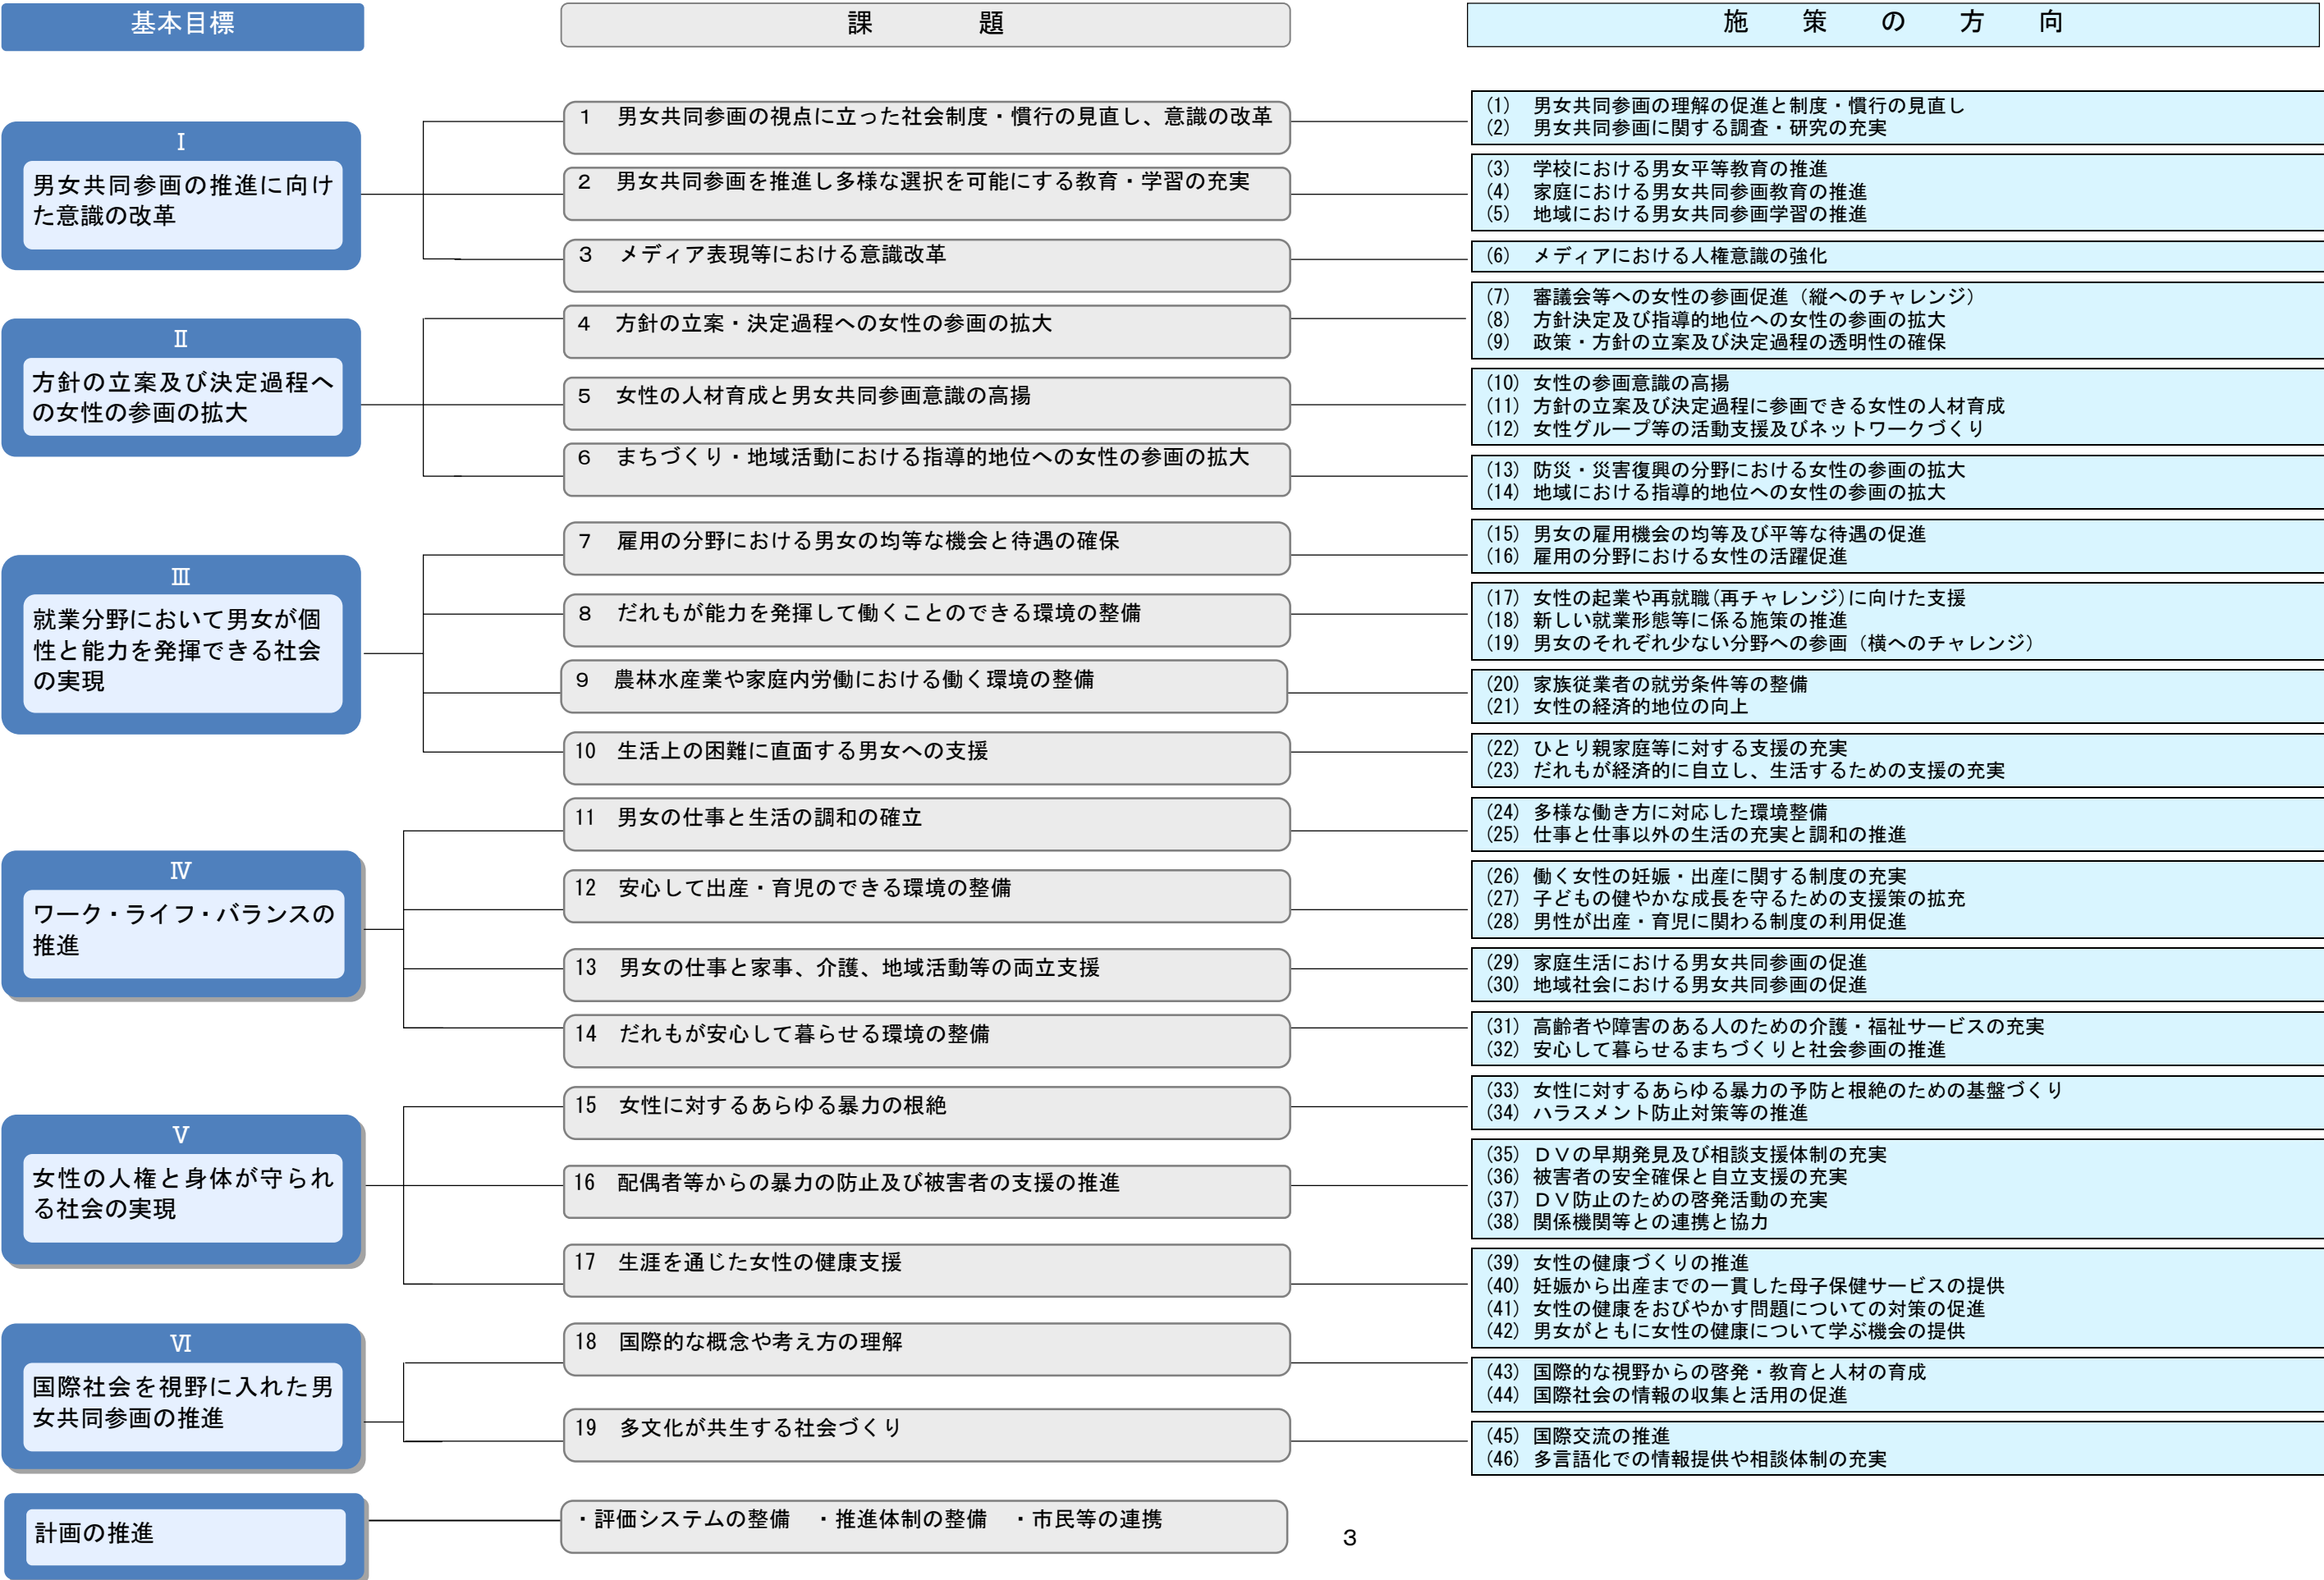 基本目標
課　　　題
施　策　の　方　向
Ⅰ
男女共同参画の推進に向け
た意識の改革
1　男女共同参画の視点に立った社会制度・慣行の見直し、意識の改革
(1)　男女共同参画の理解の促進と制度・慣行の見直し
(2)　男女共同参画に関する調査・研究の充実
2　男女共同参画を推進し多様な選択を可能にする教育・学習の充実
(3)　学校における男女平等教育の推進
(4)　家庭における男女共同参画教育の推進
(5)　地域における男女共同参画学習の推進
3　メディア表現等における意識改革
(6)　メディアにおける人権意識の強化
Ⅱ
方針の立案及び決定過程へ
の女性の参画の拡大
4　方針の立案・決定過程への女性の参画の拡大
(7)　審議会等への女性の参画促進（縦へのチャレンジ）
(8)　方針決定及び指導的地位への女性の参画の拡大
(9)　政策・方針の立案及び決定過程の透明性の確保
5　女性の人材育成と男女共同参画意識の高揚
(10) 女性の参画意識の高揚
(11) 方針の立案及び決定過程に参画できる女性の人材育成
(12) 女性グループ等の活動支援及びネットワークづくり
6　まちづくり・地域活動における指導的地位への女性の参画の拡大
(13) 防災・災害復興の分野における女性の参画の拡大
(14) 地域における指導的地位への女性の参画の拡大
Ⅲ
就業分野において男女が個
性と能力を発揮できる社会
の実現
7　雇用の分野における男女の均等な機会と待遇の確保
(15) 男女の雇用機会の均等及び平等な待遇の促進
(16) 雇用の分野における女性の活躍促進
8　だれもが能力を発揮して働くことのできる環境の整備
(17) 女性の起業や再就職(再チャレンジ)に向けた支援
(18) 新しい就業形態等に係る施策の推進
(19) 男女のそれぞれ少ない分野への参画（横へのチャレンジ）
9　農林水産業や家庭内労働における働く環境の整備
(20) 家族従業者の就労条件等の整備
(21) 女性の経済的地位の向上
10　生活上の困難に直面する男女への支援
(22) ひとり親家庭等に対する支援の充実
(23) だれもが経済的に自立し、生活するための支援の充実
Ⅳ
ワーク・ライフ・バランスの
推進
11　男女の仕事と生活の調和の確立
(24) 多様な働き方に対応した環境整備
(25) 仕事と仕事以外の生活の充実と調和の推進
12　安心して出産・育児のできる環境の整備
(26) 働く女性の妊娠・出産に関する制度の充実
(27) 子どもの健やかな成長を守るための支援策の拡充
(28) 男性が出産・育児に関わる制度の利用促進
13　男女の仕事と家事、介護、地域活動等の両立支援
(29) 家庭生活における男女共同参画の促進
(30) 地域社会における男女共同参画の促進
14　だれもが安心して暮らせる環境の整備
(31) 高齢者や障害のある人のための介護・福祉サービスの充実
(32) 安心して暮らせるまちづくりと社会参画の推進
Ⅴ
女性の人権と身体が守られ
る社会の実現
15　女性に対するあらゆる暴力の根絶
(33) 女性に対するあらゆる暴力の予防と根絶のための基盤づくり
(34) ハラスメント防止対策等の推進
16　配偶者等からの暴力の防止及び被害者の支援の推進
(35) ＤＶの早期発見及び相談支援体制の充実
(36) 被害者の安全確保と自立支援の充実
(37) ＤＶ防止のための啓発活動の充実
(38) 関係機関等との連携と協力
17　生涯を通じた女性の健康支援
(39) 女性の健康づくりの推進
(40) 妊娠から出産までの一貫した母子保健サービスの提供
(41) 女性の健康をおびやかす問題についての対策の促進
(42) 男女がともに女性の健康について学ぶ機会の提供
Ⅵ
国際社会を視野に入れた男
女共同参画の推進
18　国際的な概念や考え方の理解
(43) 国際的な視野からの啓発・教育と人材の育成
(44) 国際社会の情報の収集と活用の促進
19　多文化が共生する社会づくり
(45) 国際交流の推進
(46) 多言語化での情報提供や相談体制の充実
計画の推進
・評価システムの整備　・推進体制の整備　・市民等の連携
3